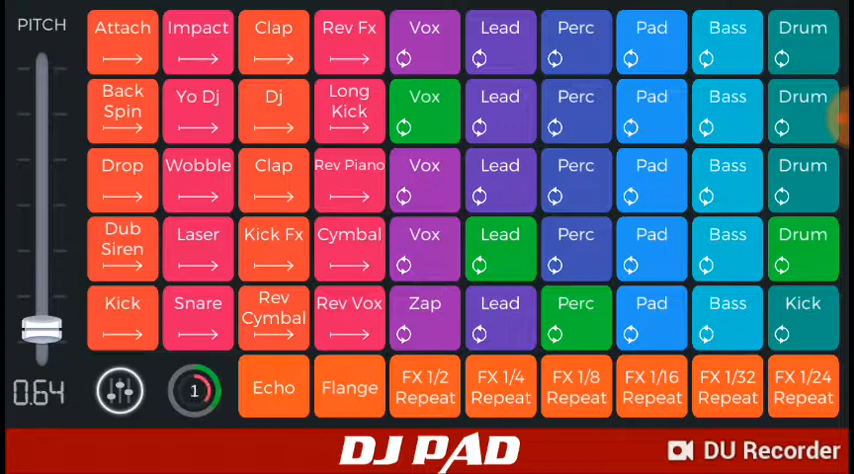 PITCH
Attach Impact Clap Rev Fx Vox Lead Perc Pad Bass Drum
Back Spin Yo Dj Dj Long Kick Vox Lead Perc Pad Bass Drum
Drop Wobble Clap Rev Piano Vox Lead Perc Pad Bass Drum
Dub Siren Laser Kick Fx Cymbal Vox Lead Perc Pad Bass Drum
Kick Snare Rev Cymbal Rev Vox Zap Lead Perc Pad Bass Kick
0.64 1 Echo Flange FX 1/2 Repeat FX 1/4 Repeat FX 1/8 Repeat FX 1/16 Repeat FX 1/32 Repeat FX 1/24 Repeat
DJ PAD
DU Recorder